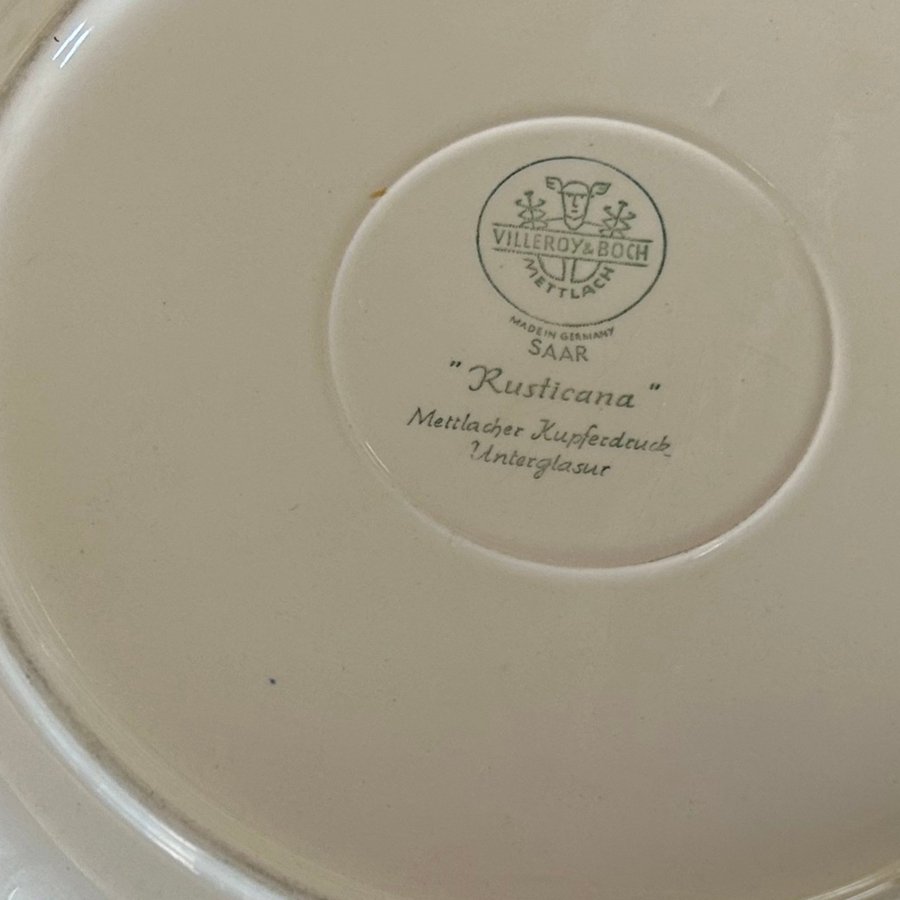 VILLEROY & BOCH
METTLACH
MADE IN GERMANY
SAAR
"Rusticana"
Mettlacher Kupferdruck
Unterglasur